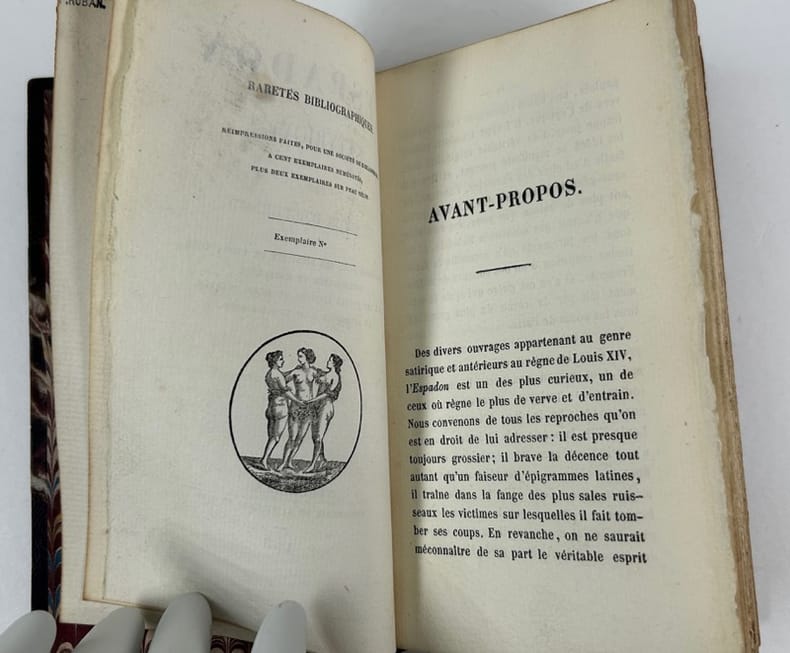 RUBAN.
RARETÉS BIBLIOGRAPHIQUES
RÉIMPRESSIONS FAITES, POUR UNE SOCIÉTÉ DE
A CENT EXEMPLAIRES NUMÉROTÉS,
PLUS DEUX EXEMPLAIRES SUR PEAU VÉLIN
Exemplaire N°
AVANT-PROPOS.
Des divers ouvrages appartenant au genre
satirique et antérieurs au règne de Louis XIV,
l'Espadon est un des plus curieux, un de
ceux où règne le plus de verve et d'entrain.
Nous convenons de tous les reproches qu'on
est en droit de lui adresser : il est presque
toujours grossier; il brave la décence tout
autant qu'un faiseur d'épigrammes latines,
il traîne dans la fange des plus sales ruis-
seaux les victimes sur lesquelles il fait tom-
ber ses coups. En revanche, on ne saurait
méconnaître de sa part le véritable esprit